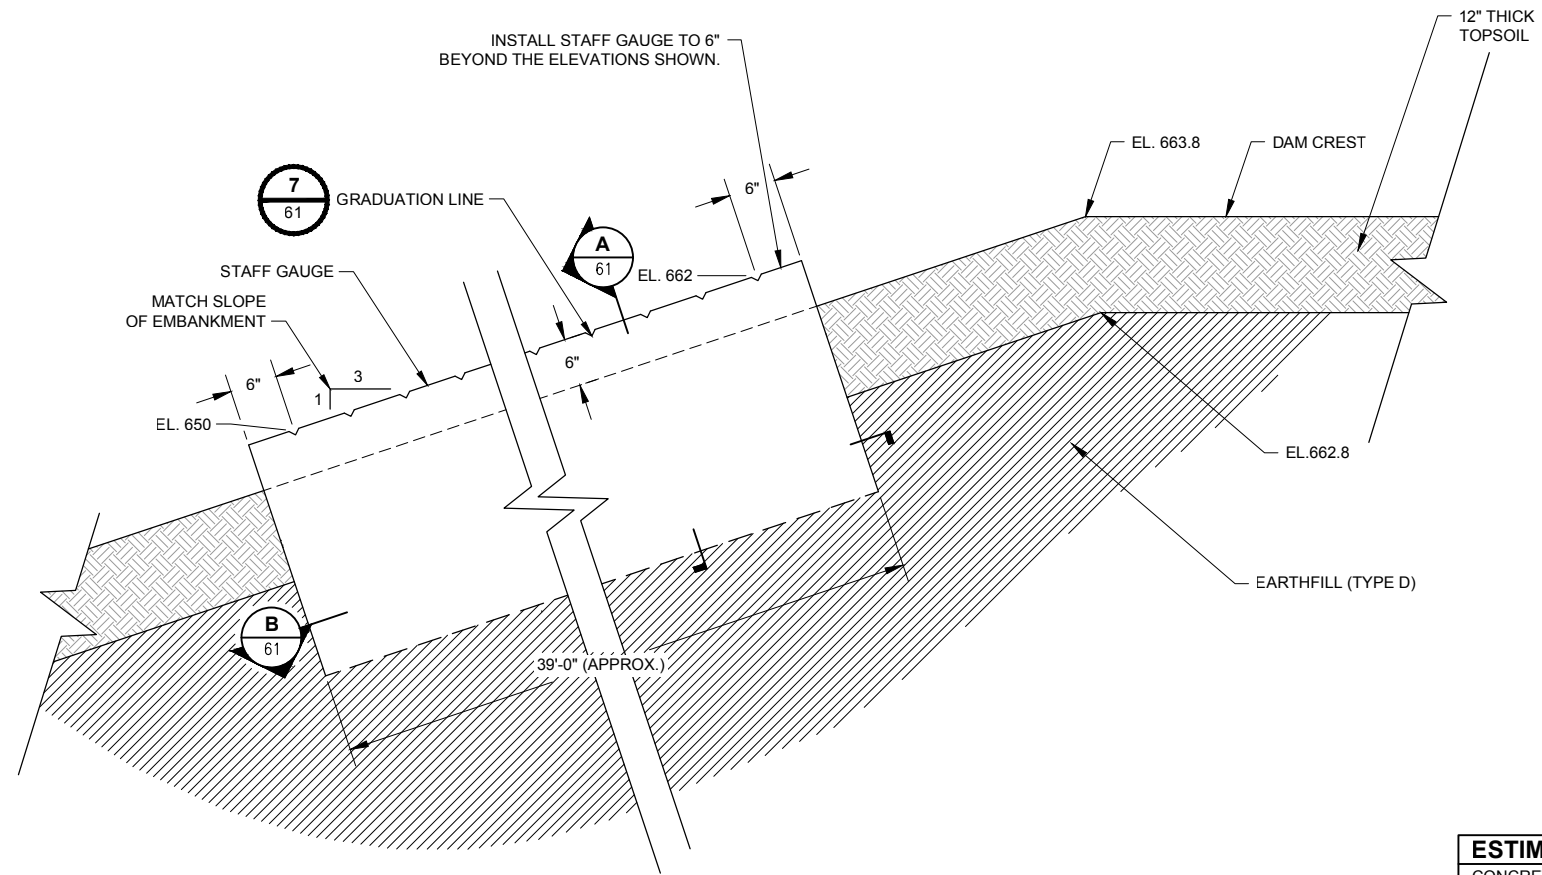 12" THICK
TOPSOIL
INSTALL STAFF GAUGE TO 6"
BEYOND THE ELEVATIONS SHOWN.
EL. 663.8
DAM CREST
7
61
GRADUATION LINE
6"
A
61
EL. 662
STAFF GAUGE
MATCH SLOPE
OF EMBANKMENT
6"
3
1
6"
EL. 650
EL.662.8
EARTHFILL (TYPE D)
B
61
39'-0" (APPROX.)
ESTIM